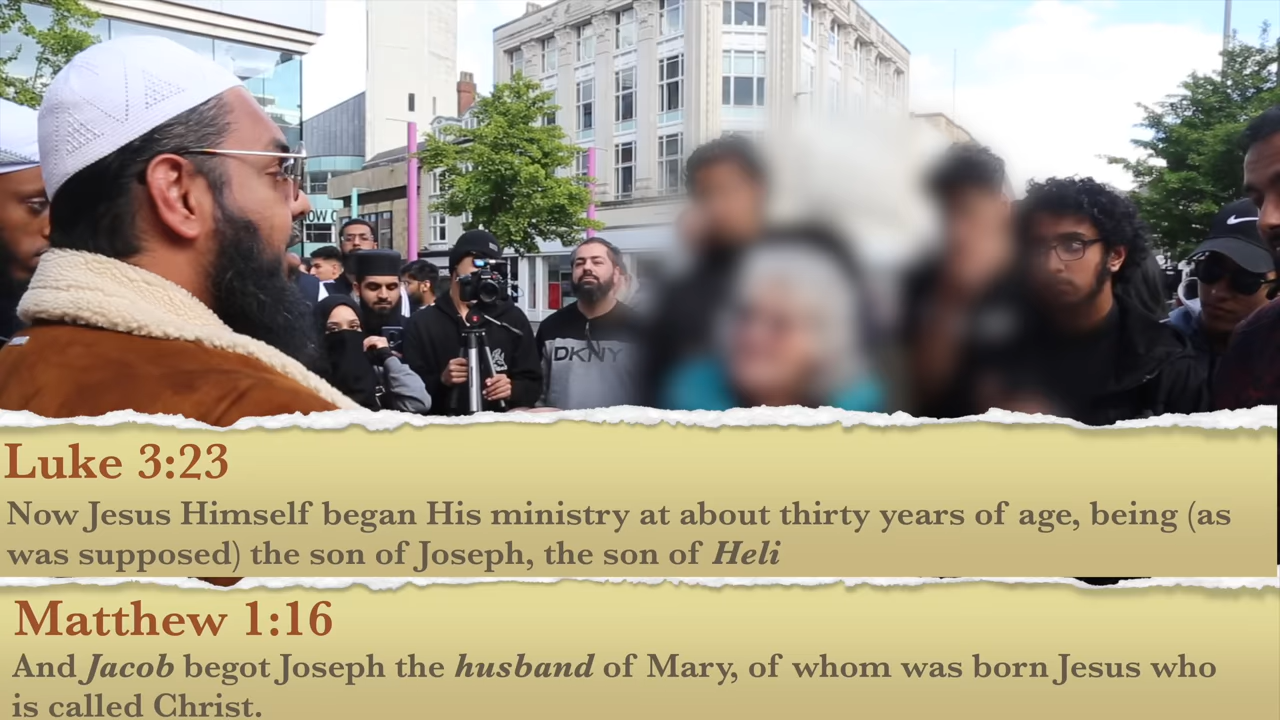 NOW O
DKNY
Luke 3:23
Now Jesus Himself began His ministry at about thirty years of age, being (as
was supposed) the son of Joseph, the son of Heli
Matthew 1:16
And Jacob begot Joseph the husband of Mary, of whom was born Jesus who
is called Christ.